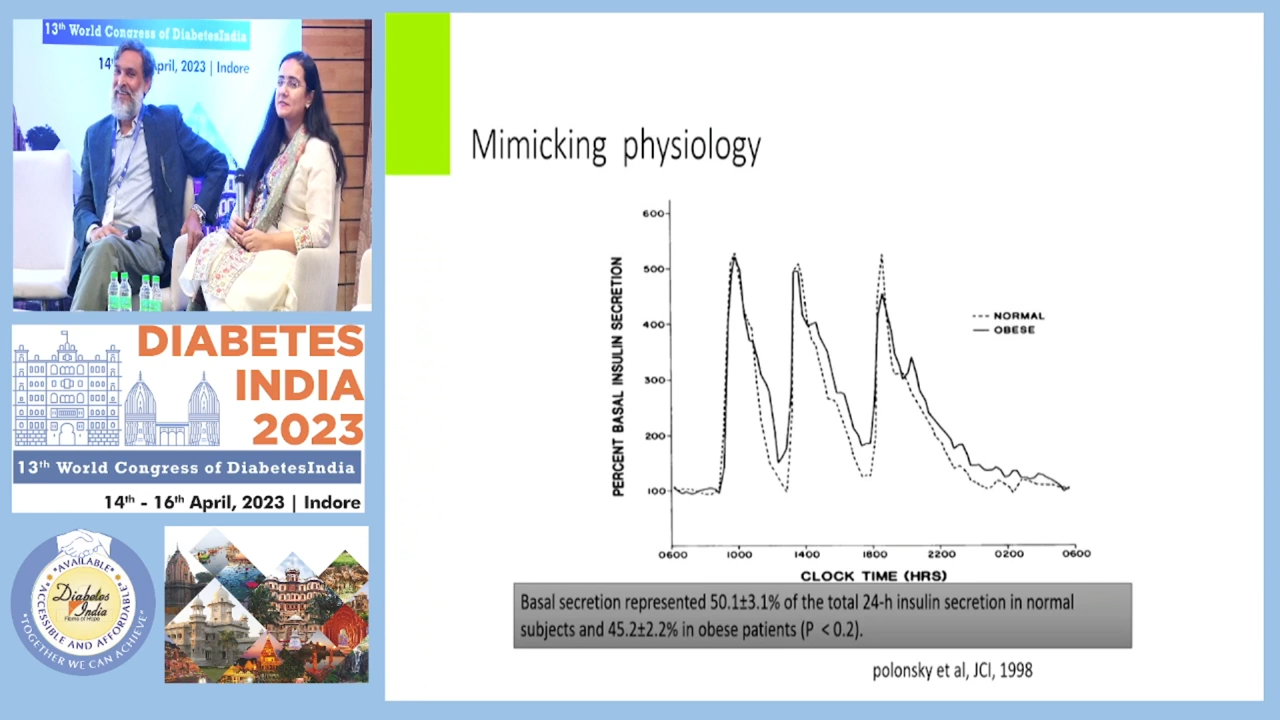 13th World Congress of DiabetesIndia
14
April, 2023 | Indore
DIABETES
INDIA
2023
13th World Congress of DiabetesIndia
14th - 16th April, 2023 | Indore
"AVAILABLE"
"ACCESSIBLE AND AFFORDABLE"
Diabetes
India
"TOGETHER WE CAN ACHIEVE"
Mimicking physiology
PERCENT BASAL INSULIN SECRETION
600
500
400
300
200
100
NORMAL
OBESE
0600 1000 1400 1800 2200 0200 0600
CLOCK TIME (HRS)
Basal secretion represented 50.1±3.1% of the total 24-h insulin secretion in normal
subjects and 45.2±2.2% in obese patients (P < 0.2).
polonsky et al, JCI, 1998